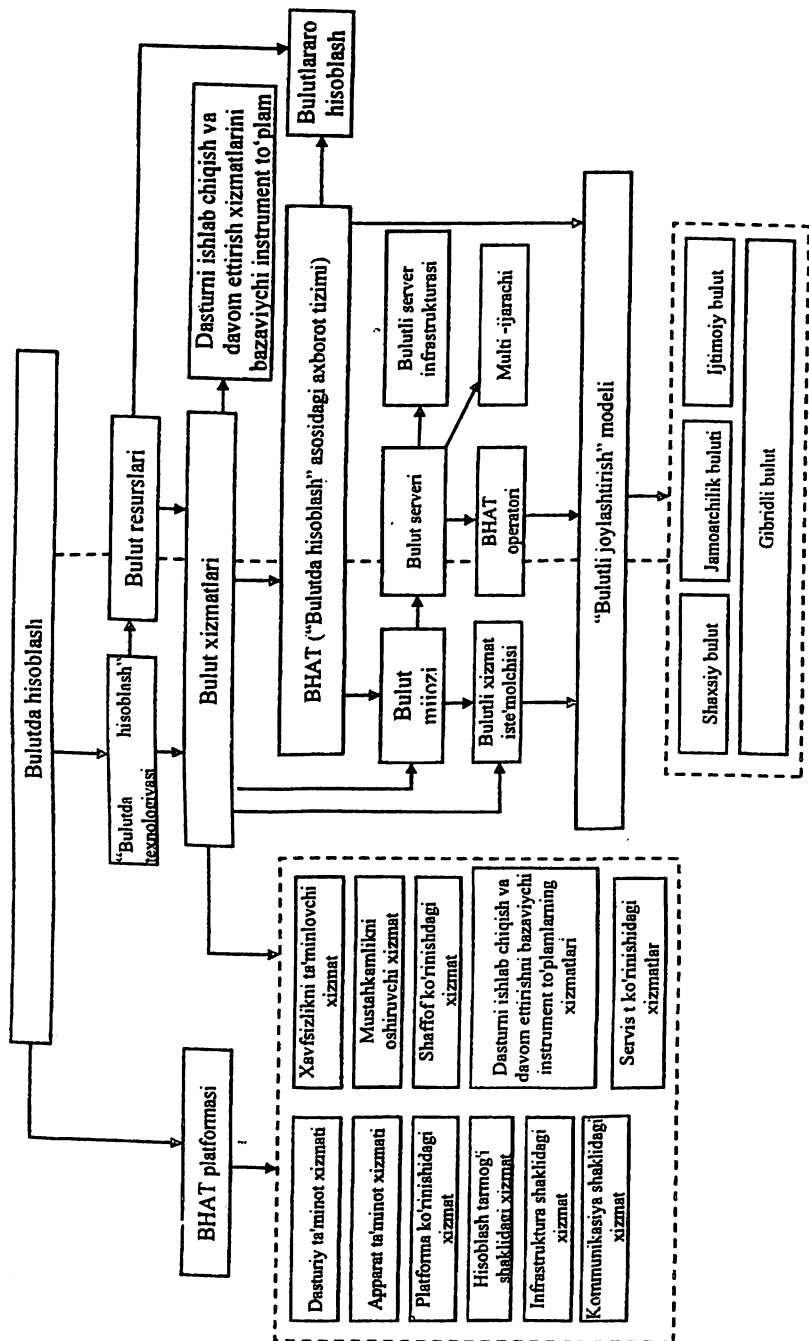 Bulutda hisoblash
BHAT platformasi
“Bulutda hisoblash”
texnologivasi
Bulut resurslari
Bulutlararo
hisoblash
Bulut xizmatlari
Dasturni ishlab chiqish va
davom ettirish xizmatlarini
bazaviychi instrument to‘plam
BHAT (“Bulutda hisoblash” asosidagi axborot tizimi)
Bulut
mijozi
Bulut serveri
Bulutli server
infrastrukturasi
Bulutli xizmat
iste'molchisi
BHAT
operatori
Multi -ijarachi
“Bulutli joylashtirish” modeli
Shaxsiy bulut
Jamoatchilik buluti
Ijtimoiy bulut
Gibridli bulut
Dasturiy ta'minot xizmati
Apparat ta'minot xizmati
Platforma ko'rinishidagi
xizmat
Hisoblash tarmog'i
shaklidagi xizmat
Infrastruktura shaklidagi
xizmat
Kommunikasiya shaklidagi
xizmat
Xavfsizlikni ta'minlovchi
xizmat
Mustahkamlikni
oshiruvchi xizmat
Shaffof ko'rinishdagi
xizmat
Dasturni ishlab chiqish va
davom ettirishni bazaviychi
instrument to'plamlarning
xizmatlari
Servis t ko'rinishidagi
xizmatlar